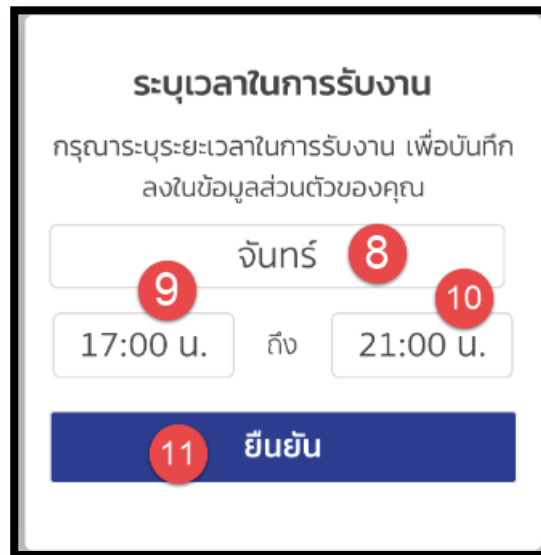 ระบุเวลาในการรับงาน
กรุณาระบุระยะเวลาในการรับงาน เพื่อบันทึก
ลงในข้อมูลส่วนตัวของคุณ
จันทร์ 8
9 10
17:00 น. ถึง 21:00 น.
11 ยืนยัน